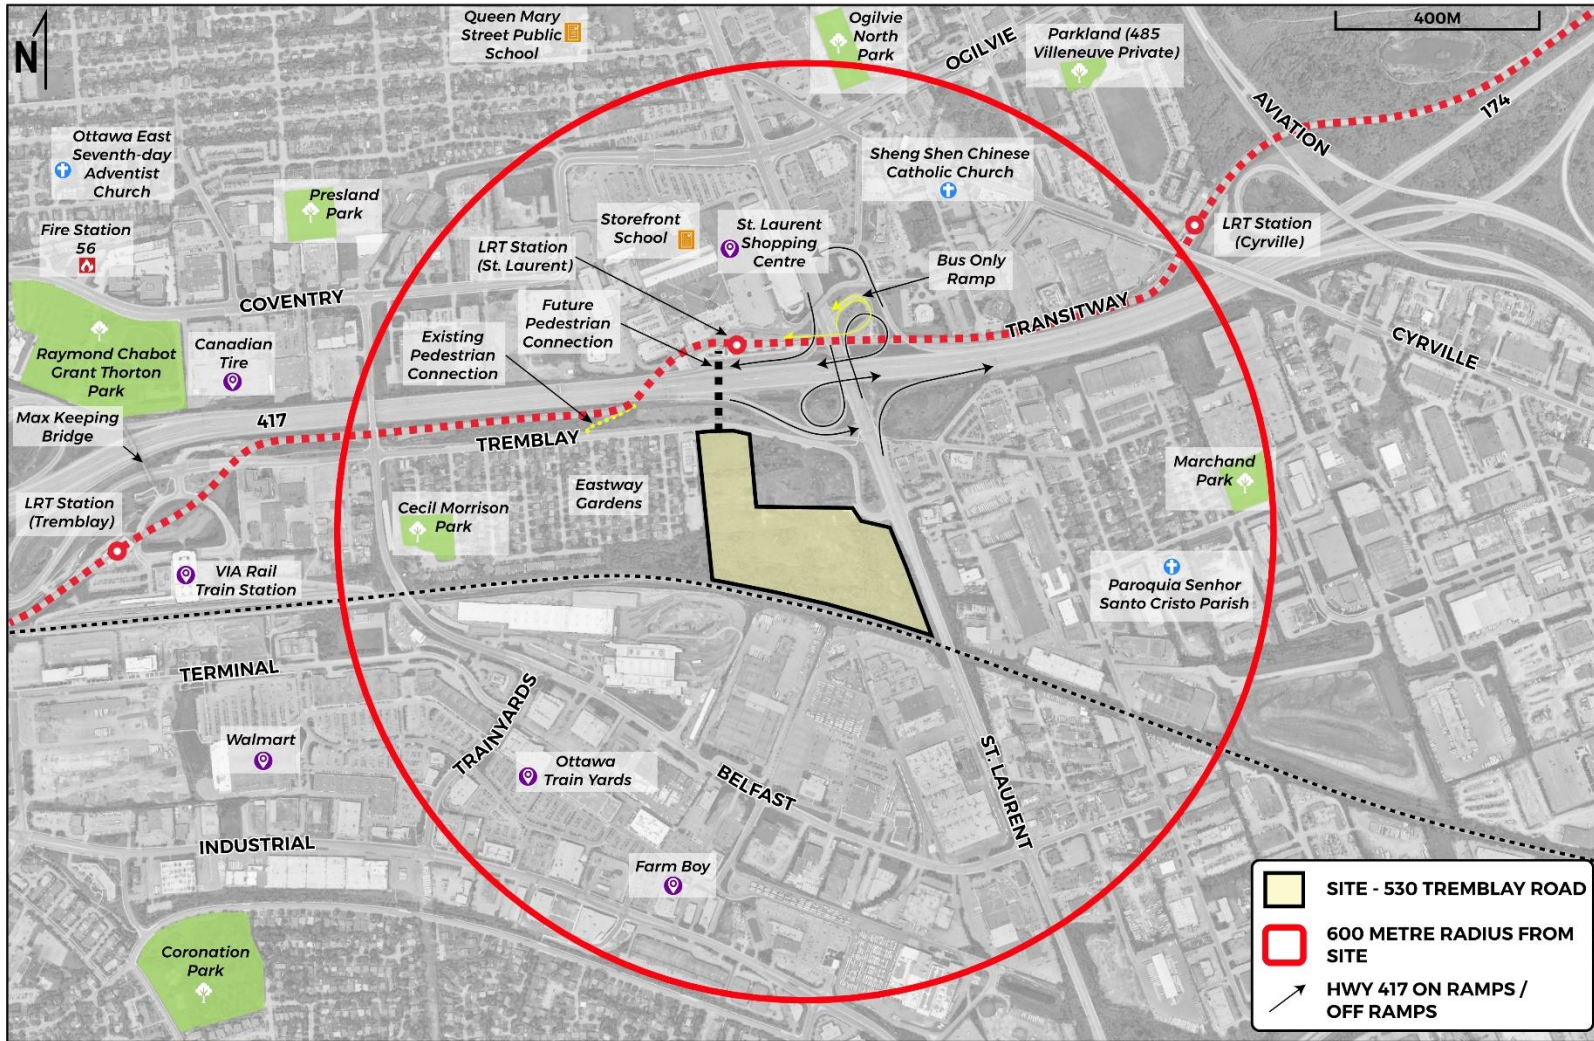 N
Queen Mary
Street Public
School
Ogilvie
North
Park
OGILVIE
Parkland (485
Villeneuve Private)
400M
174
AVIATION
Ottawa East
Seventh-day
Adventist
Church
Presland
Park
Sheng Shen Chinese
Catholic Church
Fire Station
56
LRT Station
(St. Laurent)
Storefront
School
St. Laurent
Shopping
Centre
LRT Station
(Cyrville)
Bus Only
Ramp
COVENTRY
Future
Pedestrian
Connection
TRANSITWAY
Existing
Pedestrian
Connection
CYRVILLE
Raymond Chabot
Grant Thorton
Park
Canadian
Tire
Max Keeping
Bridge
417
TREMBLAY
Eastway
Gardens
Marchand
Park
LRT Station
(Tremblay)
Cecil Morrison
Park
VIA Rail
Train Station
Paroquia Senhor
Santo Cristo Parish
TERMINAL
TRAINYARDS
Walmart
Ottawa
Train Yards
BELFAST
ST. LAURENT
INDUSTRIAL
Farm Boy
Coronation
Park
SITE - 530 TREMBLAY ROAD
600 METRE RADIUS FROM
SITE
HWY 417 ON RAMPS /
OFF RAMPS